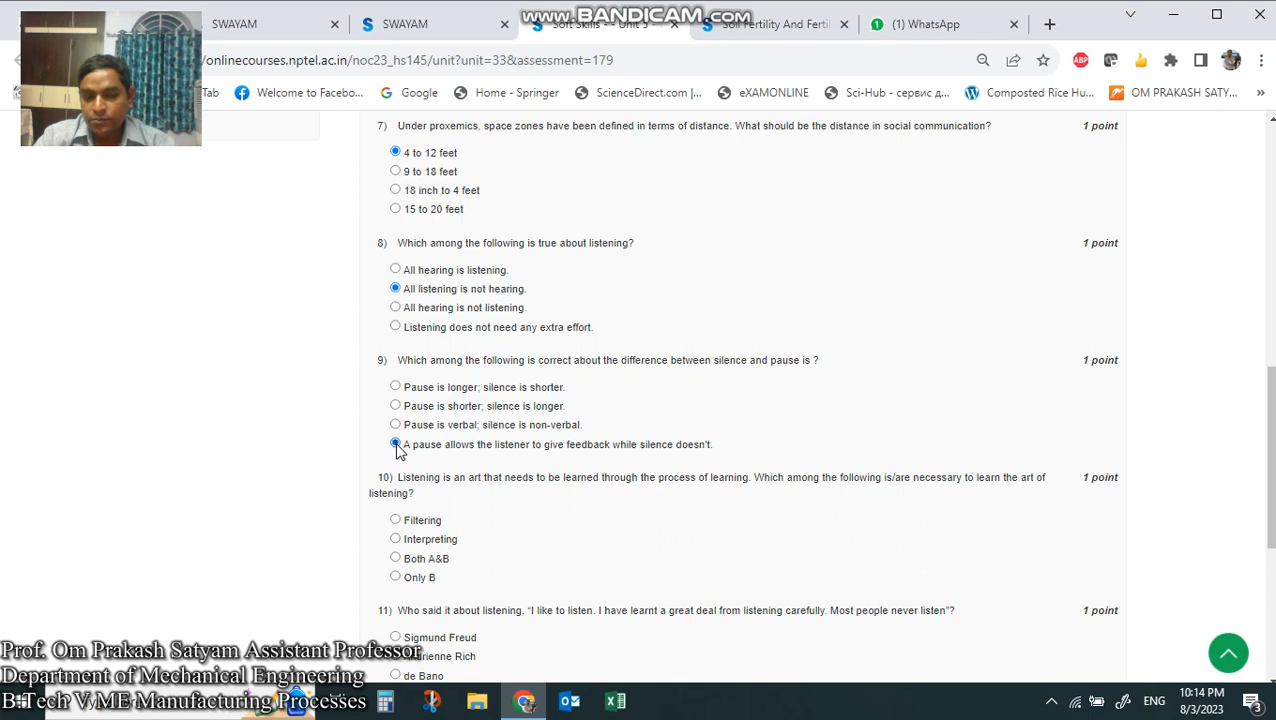 www.BANDICAM.com
SWAYAM
SWAYAM
Soil Fertility And Ferti
(1) WhatsApp
onlinecourses.nptel.ac.in/noc23_hs145/unit?unit=33&assessment=179
ABP
Tab
Welcome to Facebo...
Google
Home - Springer
ScienceDirect.com |...
eXAMONLINE
Sci-Hub - сервис д...
Composted Rice Hu...
OM PRAKASH SATY...
7) Under proxemics, space zones have been defined in terms of distance. What should be the distance in social communication? 1 point
4 to 12 feet
9 to 18 feet
18 inch to 4 feet
15 to 20 feet
8) Which among the following is true about listening? 1 point
All hearing is listening.
All listening is not hearing.
All hearing is not listening.
Listening does not need any extra effort.
9) Which among the following is correct about the difference between silence and pause is ? 1 point
Pause is longer; silence is shorter.
Pause is shorter; silence is longer.
Pause is verbal; silence is non-verbal.
A pause allows the listener to give feedback while silence doesn't.
10) Listening is an art that needs to be learned through the process of learning. Which among the following is/are necessary to learn the art of 1 point
listening?
Filtering
Interpreting
Both A&B
Only B
11) Who said it about listening, “I like to listen. I have learnt a great deal from listening carefully. Most people never listen”? 1 point
Sigmund Freud
Rich
de Bano
Prof. Om Prakash Satyam Assistant Professor
Department of Mechanical Engineering
B.Tech V ME Manufacturing Processes
ENG
10:14 PM
8/3/2023
3